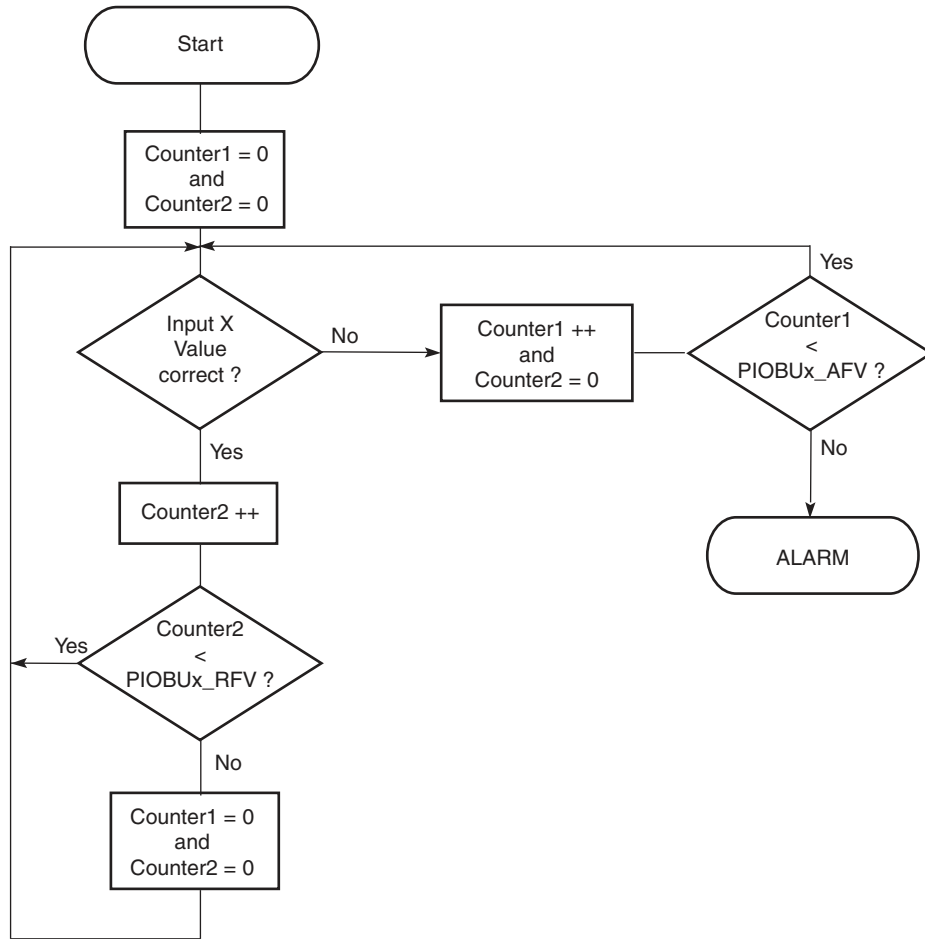 Start
Counter1 = 0
and
Counter2 = 0
Yes
Input X
Value
correct ?
No
Counter1 ++
and
Counter2 = 0
Counter1
<
PIOBUx_AFV ?
Yes
No
Counter2 ++
ALARM
Yes
Counter2
<
PIOBUx_RFV ?
No
Counter1 = 0
and
Counter2 = 0